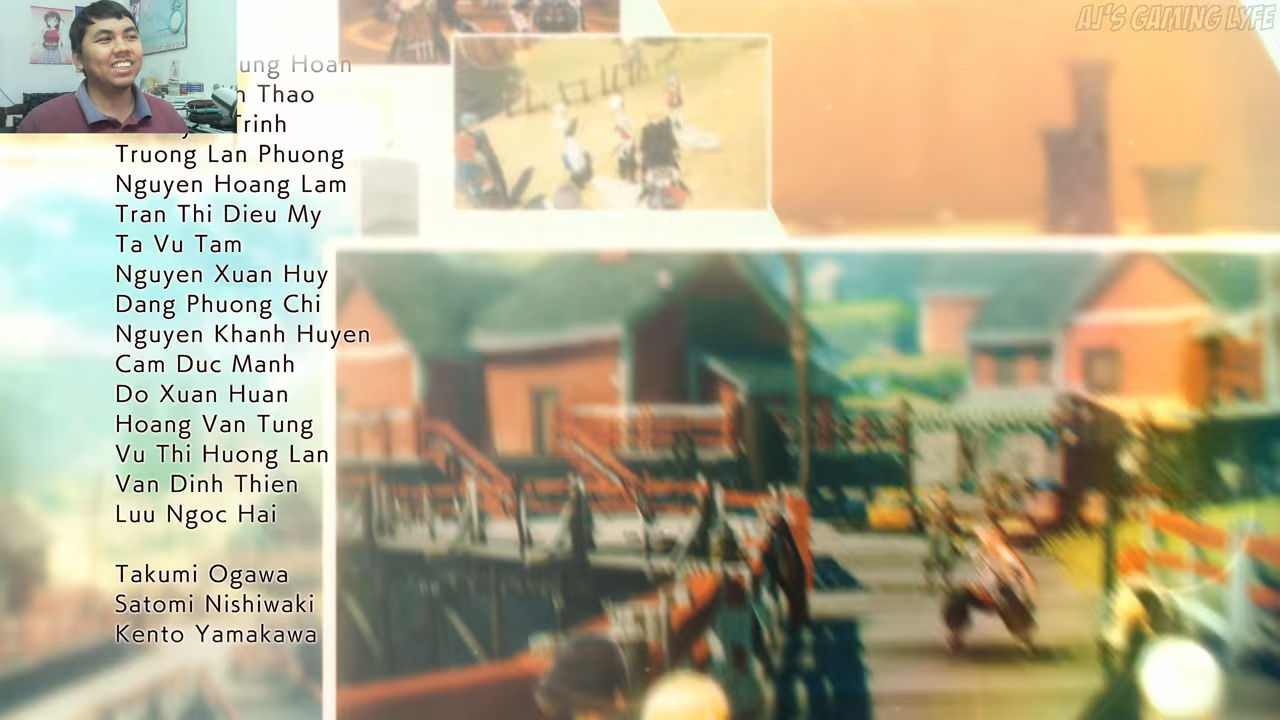 AJ'S GAMING LYFE
ung Hoan
Thao
Trinh
Truong Lan Phuong
Nguyen Hoang Lam
Tran Thi Dieu My
Ta Vu Tam
Nguyen Xuan Huy
Dang Phuong Chi
Nguyen Khanh Huyen
Cam Duc Manh
Do Xuan Huan
Hoang Van Tung
Vu Thi Huong Lan
Van Dinh Thien
Luu Ngoc Hai
Takumi Ogawa
Satomi Nishiwaki
Kento Yamakawa